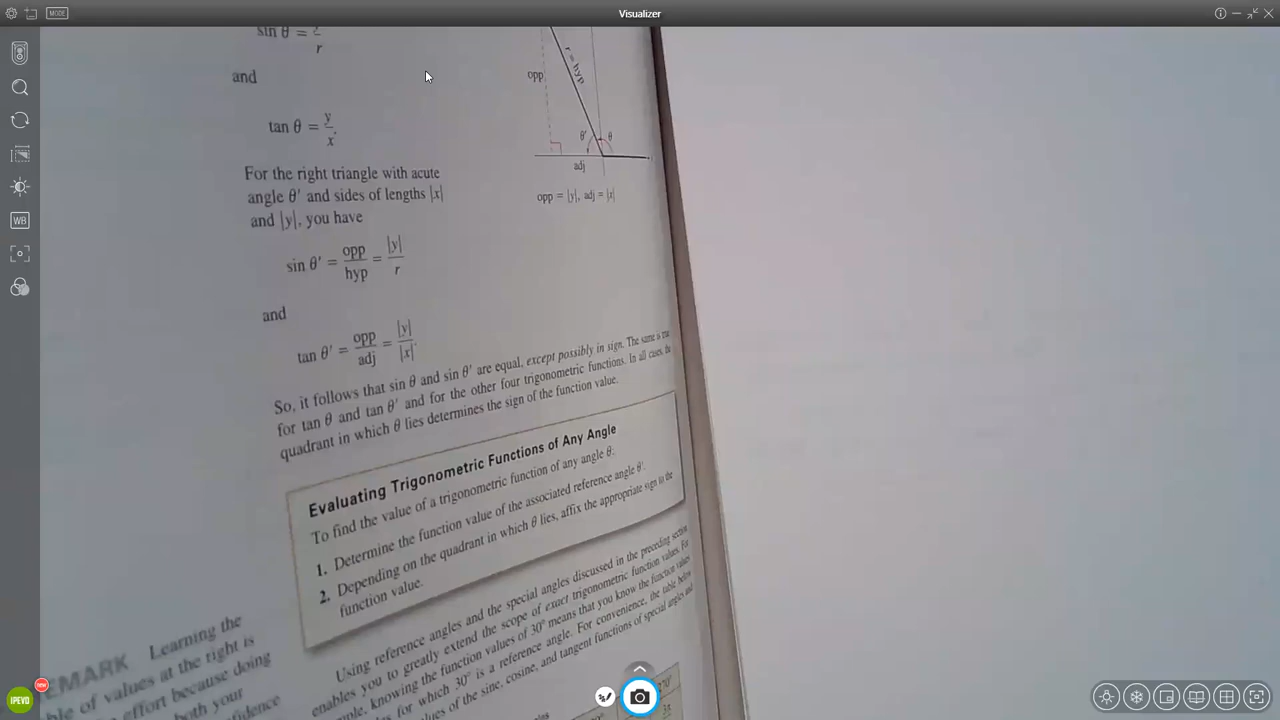 MODE
Visualizer
sin θ =
r
and
tan θ = y/x.
For the right triangle with acute
angle θ′ and sides of lengths |x|
and |y|, you have
sin θ′ = opp/hyp = |y|/r
and
tan θ′ = opp/adj = |y|/|x|.
opp
r = hyp
θ′ θ
adj
opp = |y|, adj = |x|
So, it follows that sin θ and sin θ′ are equal, except possibly in sign. The same is true
for tan θ and tan θ′ and for the other four trigonometric functions. In all cases, the
quadrant in which θ lies determines the sign of the function value.
Evaluating Trigonometric Functions of Any Angle
To find the value of a trigonometric function of any angle θ:
1. Determine the function value of the associated reference angle θ′.
2. Depending on the quadrant in which θ lies, affix the appropriate sign to the
function value.
Using reference angles and the special angles discussed in the preceding section
enables you to greatly extend the scope of exact trigonometric function values. For
knowing the function values of 30° means that you know the function values
for which 30° is a reference angle. For convenience, the table below
values of the sine, cosine, and tangent functions of special angles and
EMARK Learning the
of values at the right is
effort because doing
both your
WB
IPEVO
new